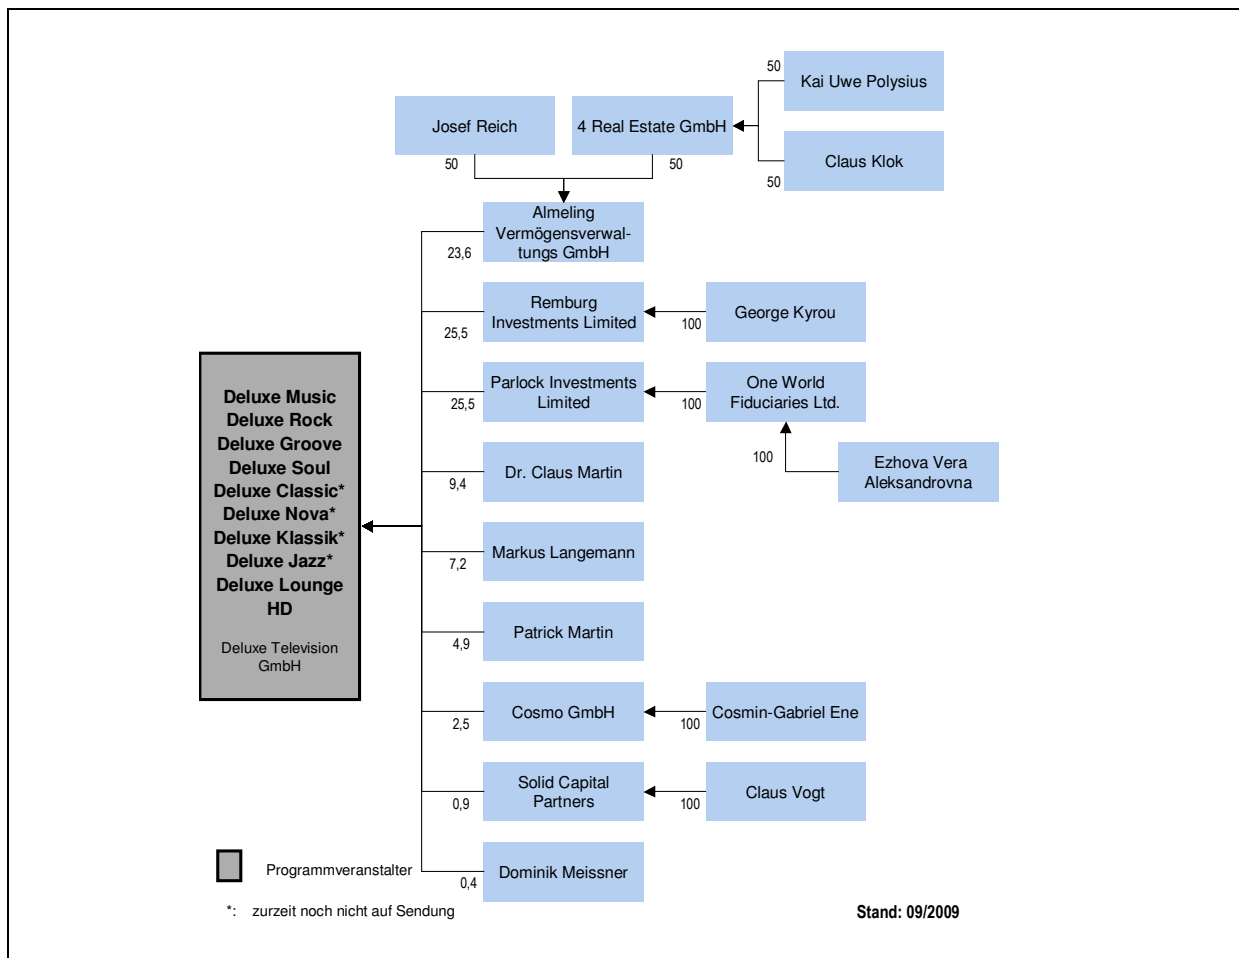 50
Kai Uwe Polysius
Josef Reich
4 Real Estate GmbH
50
50
Claus Klok
50
Almeling
Vermögensverwal-
tungs GmbH
23,6
Remburg
Investments Limited
25,5
100
George Kyrou
Parlock Investments
Limited
25,5
100
One World
Fiduciaries Ltd.
100
Ezhova Vera
Aleksandrovna
Deluxe Music
Deluxe Rock
Deluxe Groove
Deluxe Soul
Deluxe Classic*
Deluxe Nova*
Deluxe Klassik*
Deluxe Jazz*
Deluxe Lounge
HD
Deluxe Television
GmbH
Dr. Claus Martin
9,4
Markus Langemann
7,2
Patrick Martin
4,9
Cosmo GmbH
2,5
100
Cosmin-Gabriel Ene
Solid Capital
Partners
0,9
100
Claus Vogt
Dominik Meissner
0,4
Programmveranstalter
*: zurzeit noch nicht auf Sendung
Stand: 09/2009